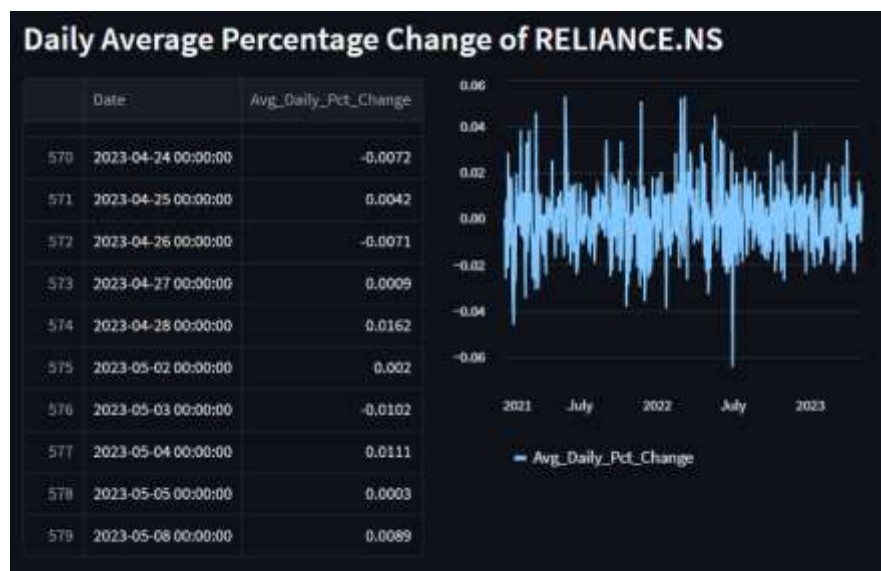 Daily Average Percentage Change of RELIANCE.NS
Date Avg_Daily_Pct_Change
570 2023-04-24 00:00:00 -0.0072
571 2023-04-25 00:00:00 0.0042
572 2023-04-26 00:00:00 -0.0071
573 2023-04-27 00:00:00 0.0009
574 2023-04-28 00:00:00 0.0162
575 2023-05-02 00:00:00 0.002
576 2023-05-03 00:00:00 -0.0102
577 2023-05-04 00:00:00 0.0111
578 2023-05-05 00:00:00 0.0003
579 2023-05-08 00:00:00 0.0089
0.06
0.04
0.02
0.00
−0.02
−0.04
−0.06
2021 July 2022 July 2023
Avg_Daily_Pct_Change